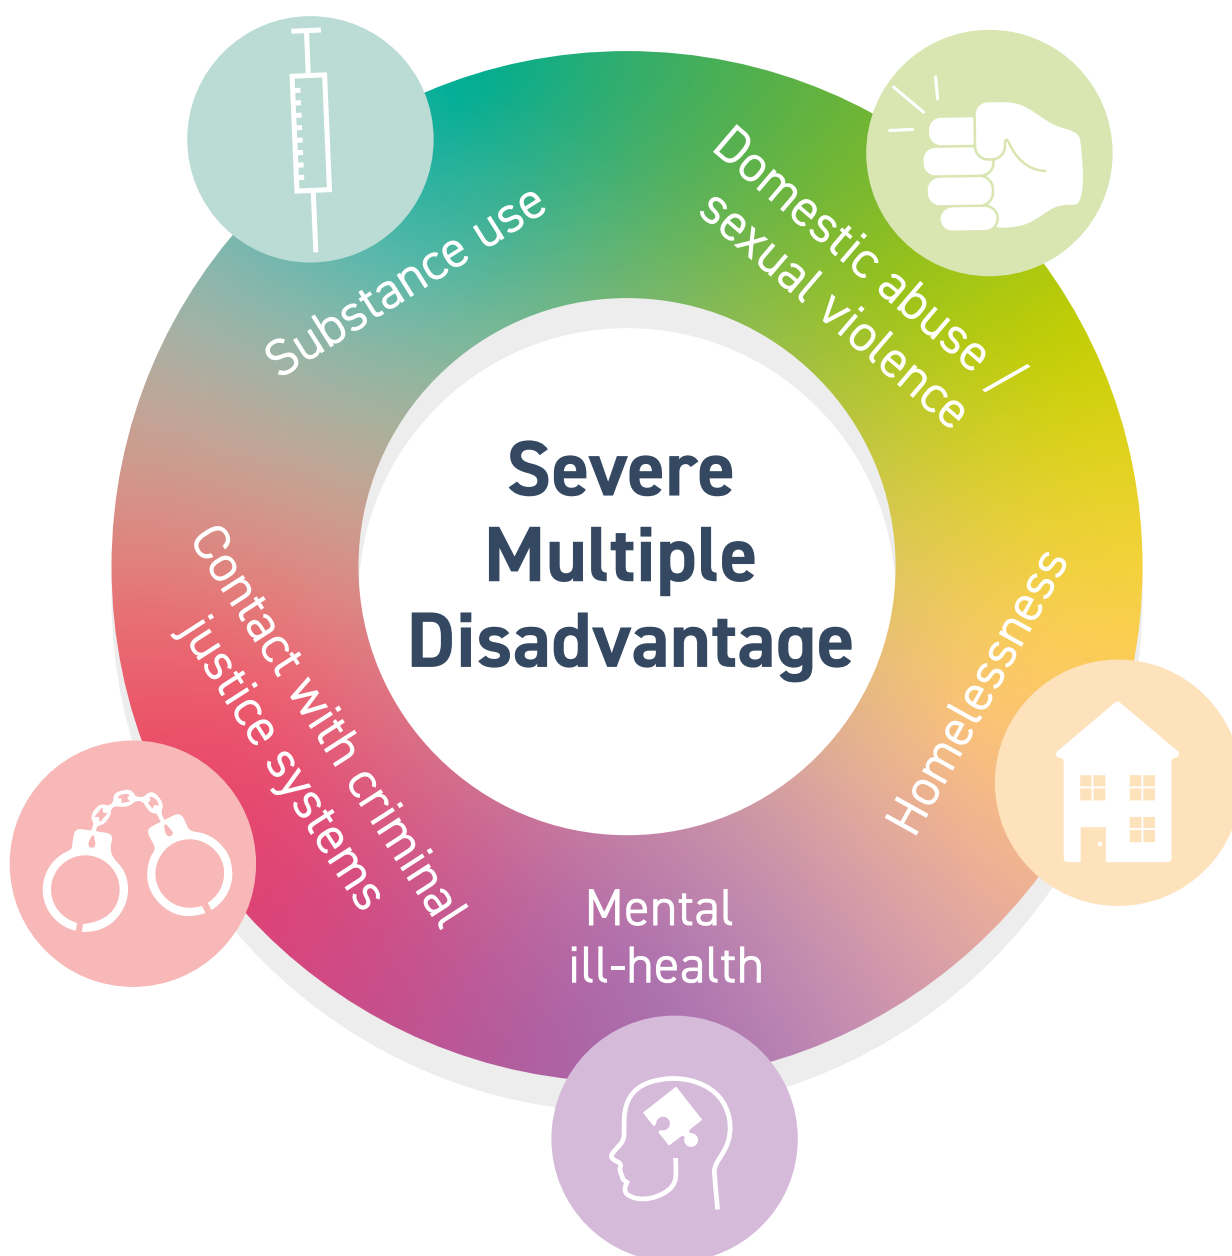 Substance use
Domestic abuse /
sexual violence
Severe
Multiple
Disadvantage
Contact with criminal
justice systems
Homelessness
Mental
ill-health